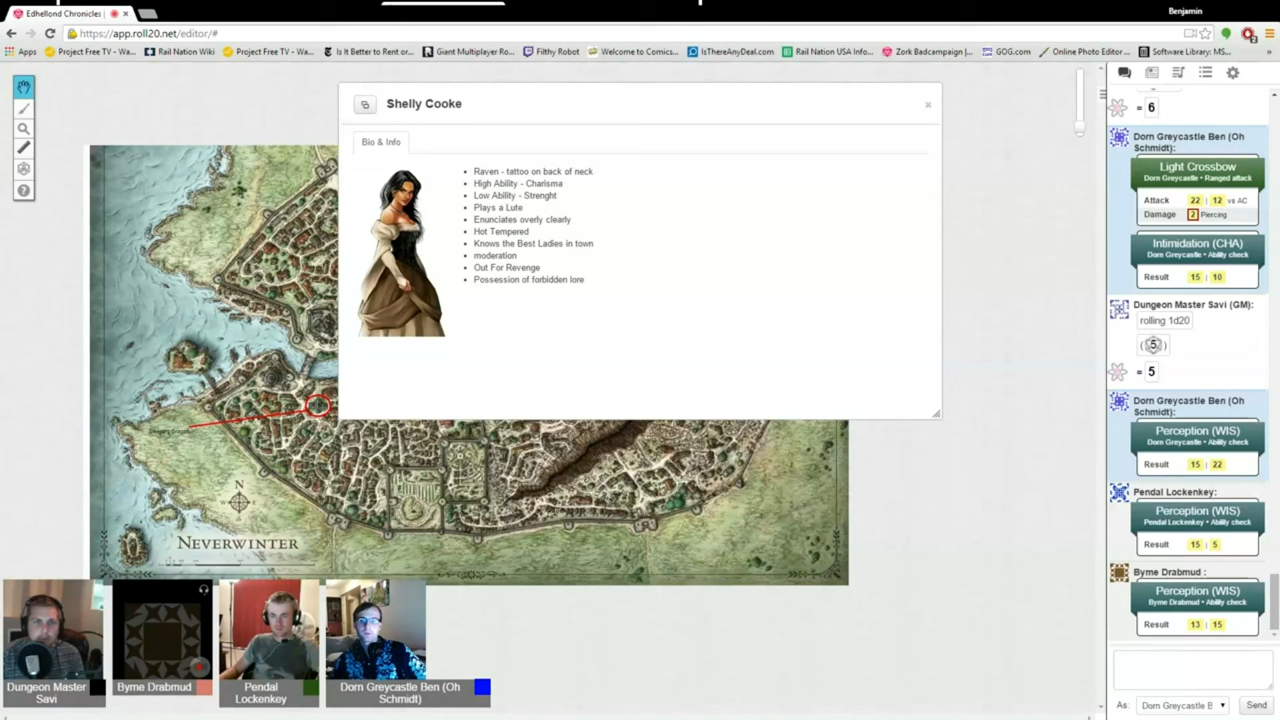 Benjamin
Edhellond Chronicles |
https://app.roll20.net/editor/#
Apps
Project Free TV - Wa...
Rail Nation Wiki
Project Free TV - Wa...
Is It Better to Rent or...
Giant Multiplayer Ro...
Filthy Robot
Welcome to Comics...
IsThereAnyDeal.com
Rail Nation USA Info...
Zork Badcampaign |
GOG.com
Online Photo Editor ...
Software Library: MS...
»
Shelly Cooke
×
Bio & Info
Raven - tattoo on back of neck
High Ability - Charisma
Low Ability - Strenght
Plays a Lute
Enunciates overly clearly
Hot Tempered
Knows the Best Ladies in town
moderation
Out For Revenge
Possession of forbidden lore
N
NEVERWINTER
Dungeon Master
Savi
Byme Drabmud
Pendal
Lockenkey
Dorn Greycastle Ben (Oh
Schmidt)
= 6
Dorn Greycastle Ben (Oh
Schmidt):
Light Crossbow
Dorn Greycastle • Ranged attack
Attack 22 | 12 vs AC
Damage 2 Piercing
Intimidation (CHA)
Dorn Greycastle • Ability check
Result 15 | 10
Dungeon Master Savi (GM):
rolling 1d20
(5)
= 5
Dorn Greycastle Ben (Oh
Schmidt):
Perception (WIS)
Dorn Greycastle • Ability check
Result 15 | 22
Pendal Lockenkey:
Perception (WIS)
Pendal Lockenkey • Ability check
Result 15 | 5
Byme Drabmud :
Perception (WIS)
Byme Drabmud • Ability check
Result 13 | 15
As: Dorn Greycastle B
Send